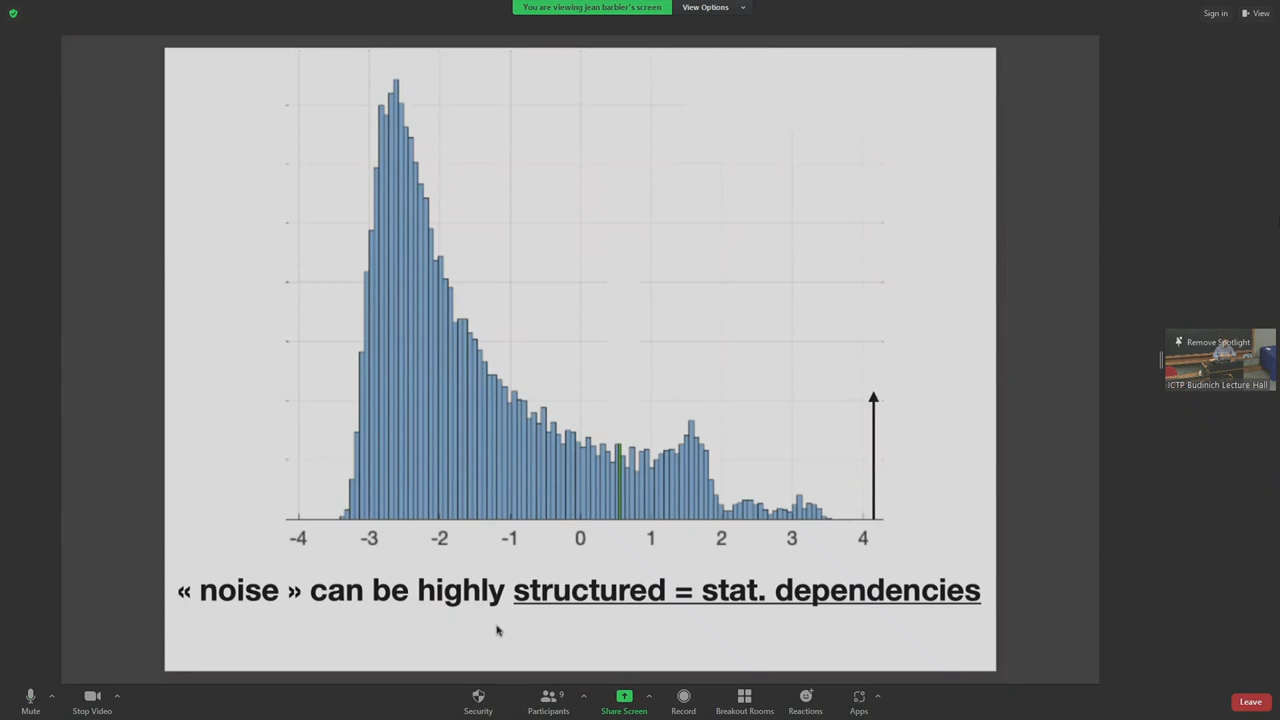 You are viewing jean barbier's screen
View Options
Sign in
View
-4 -3 -2 -1 0 1 2 3 4
« noise » can be highly structured = stat. dependencies
Remove Spotlight
ICTP Budinich Lecture Hall
Mute
Stop Video
Security
Participants
9
Share Screen
Record
Breakout Rooms
Reactions
Apps
Leave